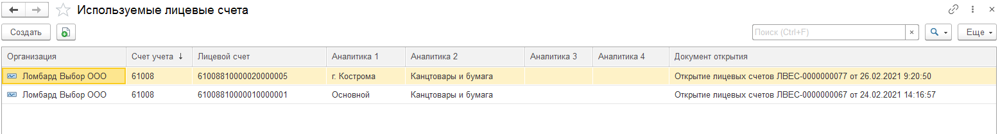 Используемые лицевые счета
Создать Поиск (Ctrl+F) × Еще
Организация Счет учета ↓ Лицевой счет Аналитика 1 Аналитика 2 Аналитика 3 Аналитика 4 Документ открытия
Ломбард Выбор ООО 61008 61008810000020000005 г. Кострома Канцтовары и бумага Открытие лицевых счетов ЛВЕС-0000000077 от 26.02.2021 9:20:50
Ломбард Выбор ООО 61008 61008810000010000001 Основной Канцтовары и бумага Открытие лицевых счетов ЛВЕС-0000000067 от 24.02.2021 14:16:57